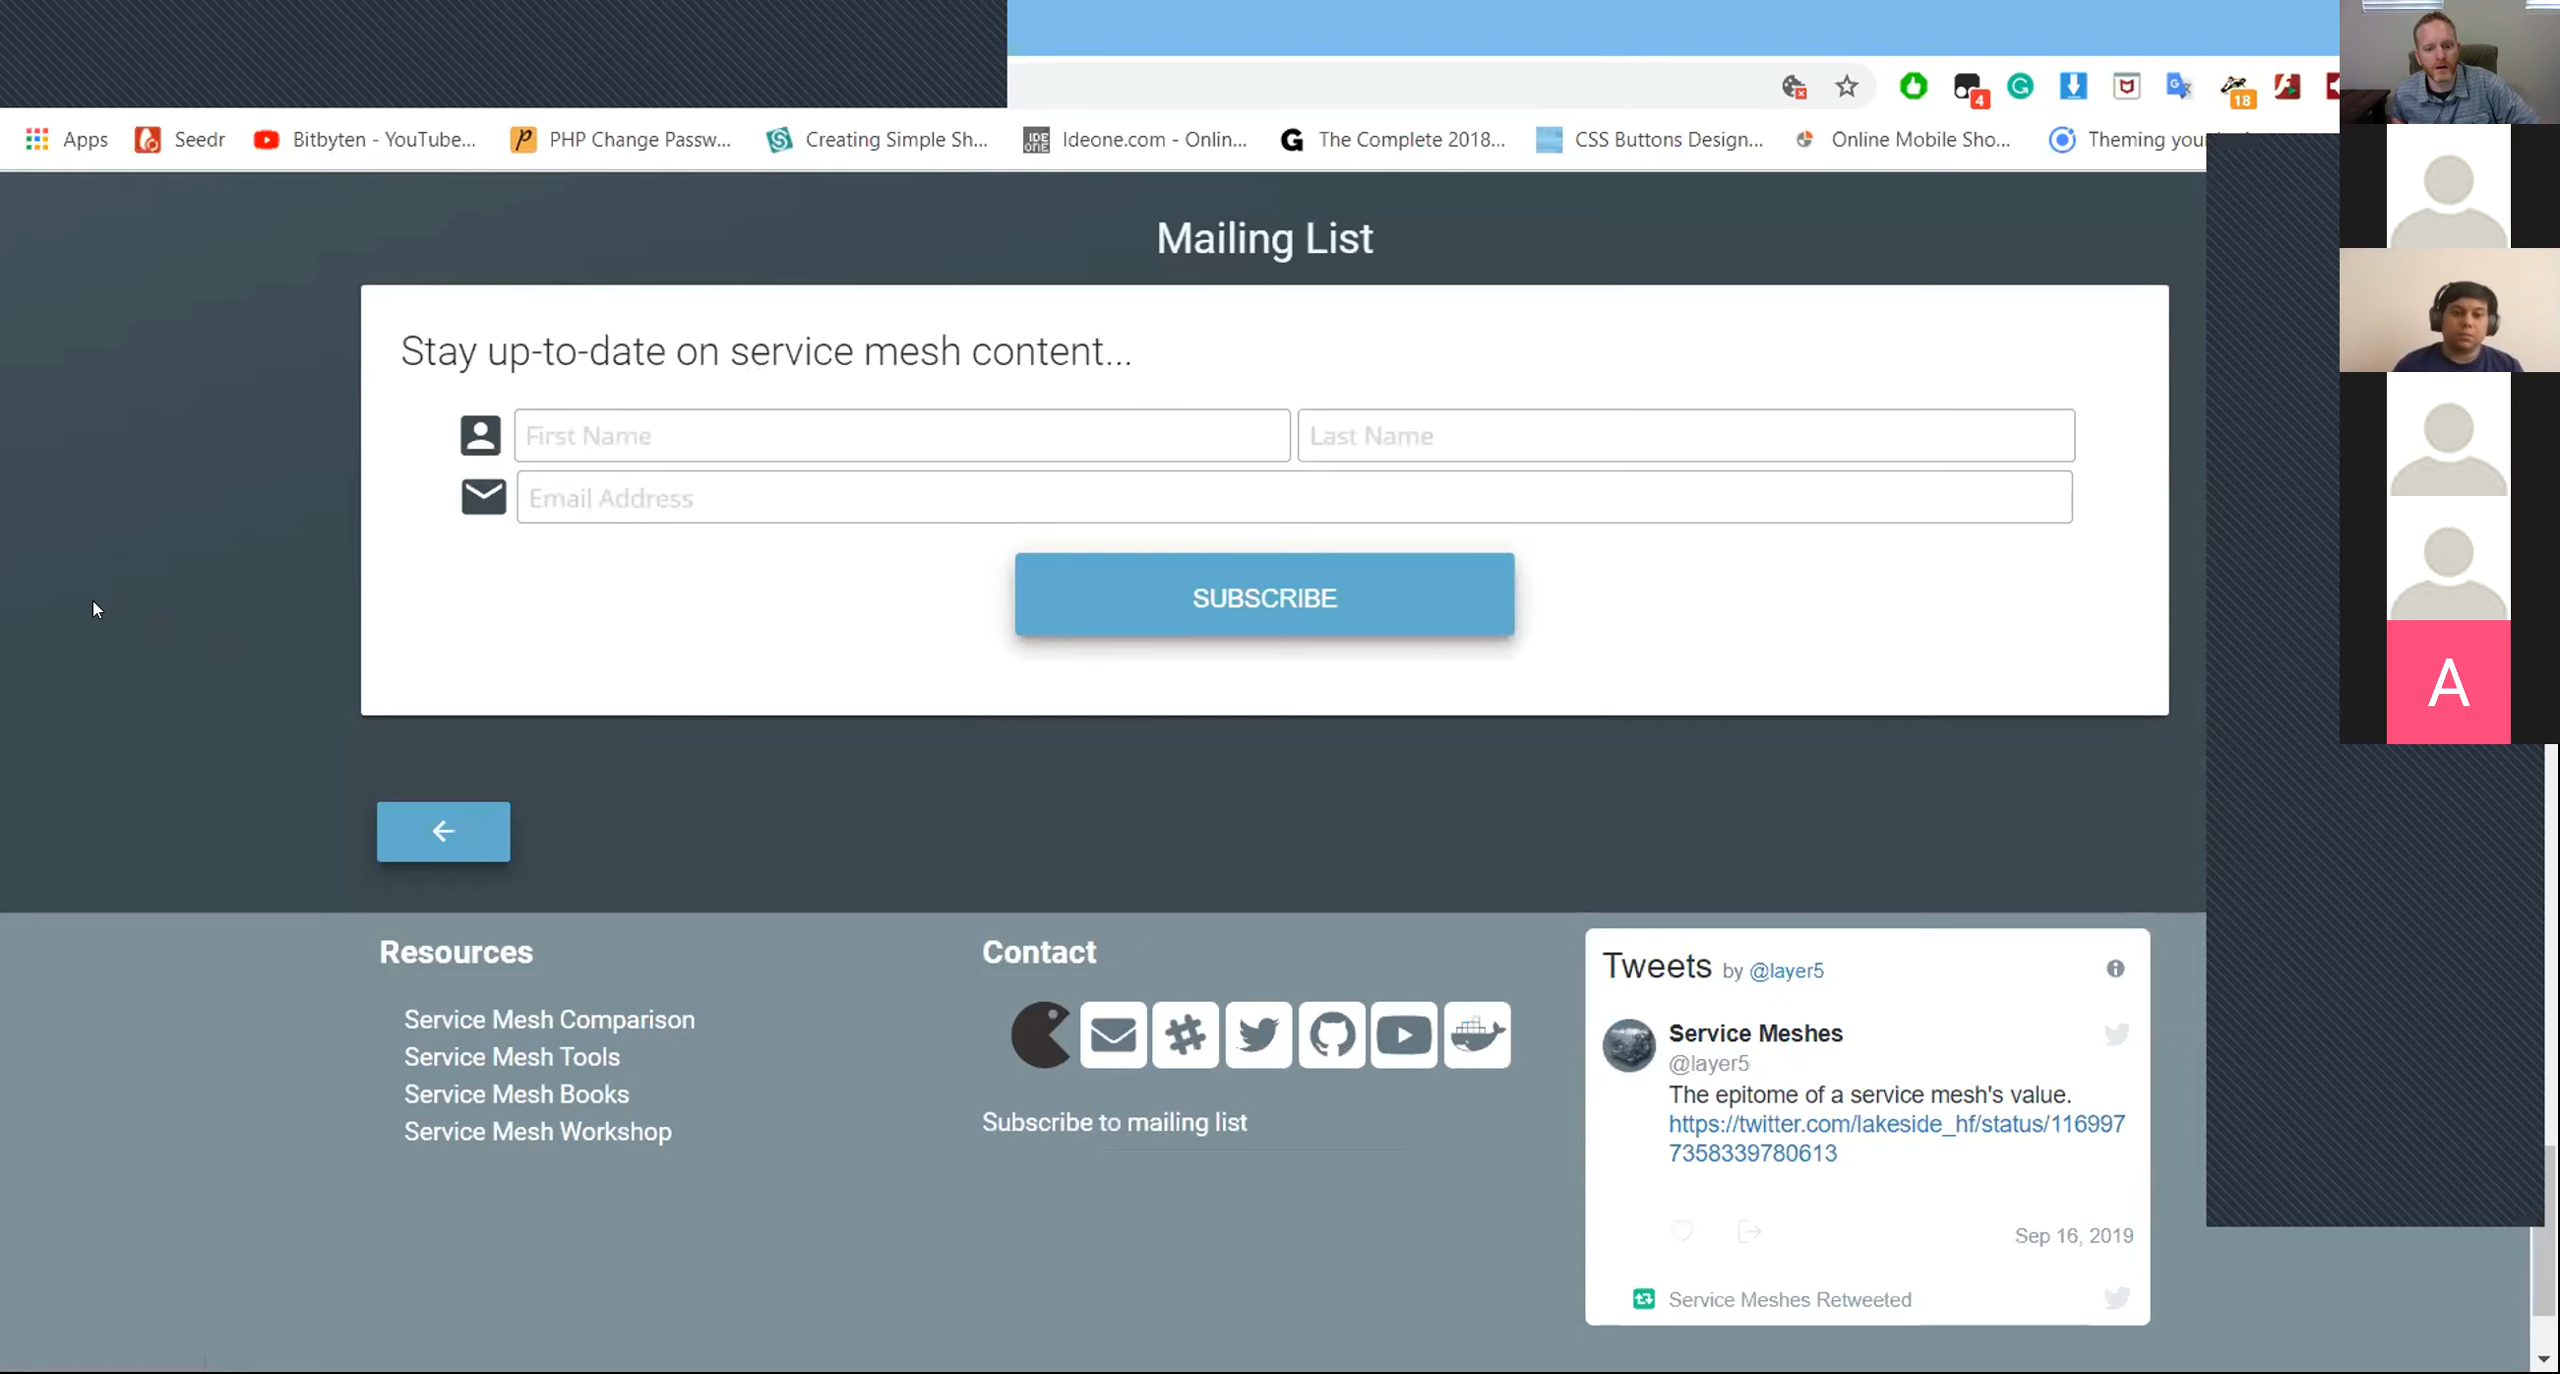 4
18
Apps Seedr Bitbyten - YouTube... PHP Change Passw... Creating Simple Sh... Ideone.com - Onlin... The Complete 2018... CSS Buttons Design... Online Mobile Sho... Theming you
Mailing List
Stay up-to-date on service mesh content...
First Name Last Name
Email Address
SUBSCRIBE
A
Resources
Service Mesh Comparison
Service Mesh Tools
Service Mesh Books
Service Mesh Workshop
Contact
Subscribe to mailing list
Tweets by @layer5
Service Meshes
@layer5
The epitome of a service mesh's value.
https://twitter.com/lakeside_hf/status/116997
7358339780613
Sep 16, 2019
Service Meshes Retweeted